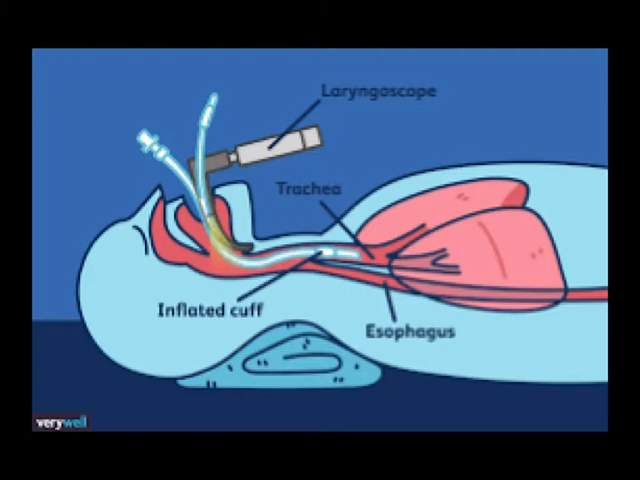 Laryngoscope
Trachea
Inflated cuff
Esophagus
verywell